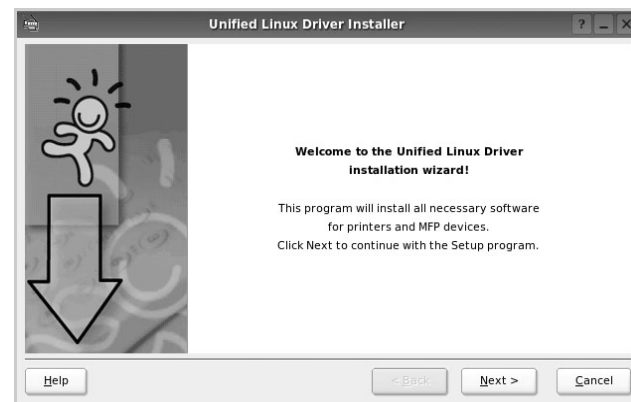 Unified Linux Driver Installer
Welcome to the Unified Linux Driver
installation wizard!
This program will install all necessary software
for printers and MFP devices.
Click Next to continue with the Setup program.
Help
< Back
Next >
Cancel